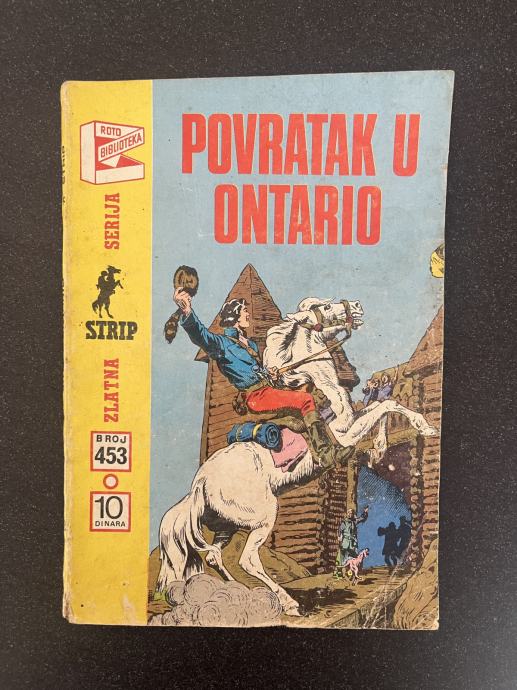 ROTO
BIBLIOTEKA
POVRATAK U
ONTARIO
ZLATNA
STRIP
SERIJA
BROJ
453
10
DINARA